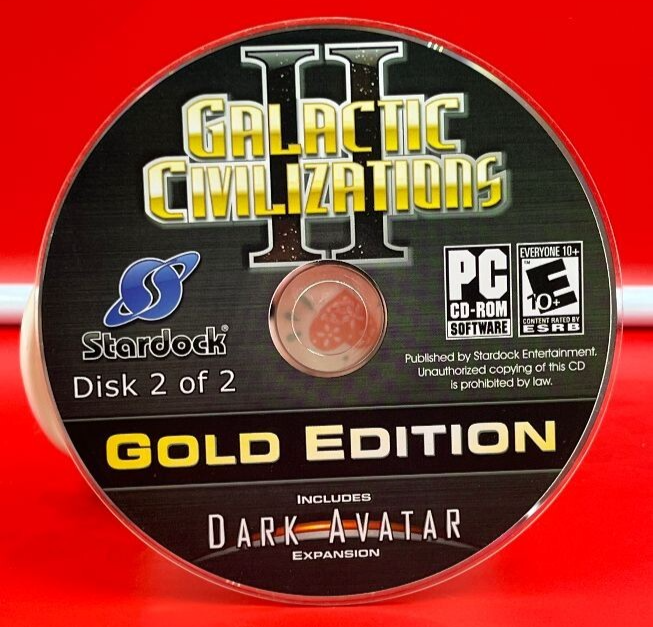 II
GALACTIC
CIVILIZATIONS
PC
CD-ROM
SOFTWARE
EVERYONE 10+
E
10+
CONTENT RATED BY
ESRB
S
Stardock®
Disk 2 of 2
Published by Stardock Entertainment.
Unauthorized copying of this CD
is prohibited by law.
GOLD EDITION
INCLUDES
DARK AVATAR
EXPANSION